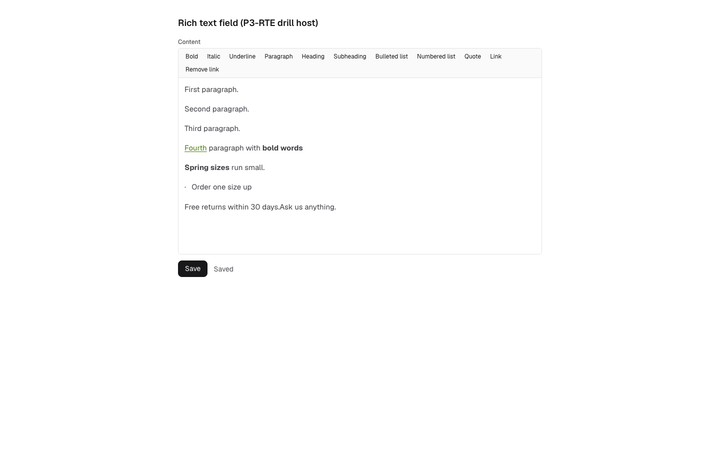 Rich text field (P3-RTE drill host)
Content
Bold Italic Underline Paragraph Heading Subheading Bulleted list Numbered list Quote Link
Remove link
First paragraph.
Second paragraph.
Third paragraph.
Fourth paragraph with bold words
Spring sizes run small.
· Order one size up
Free returns within 30 days.Ask us anything.
Save Saved